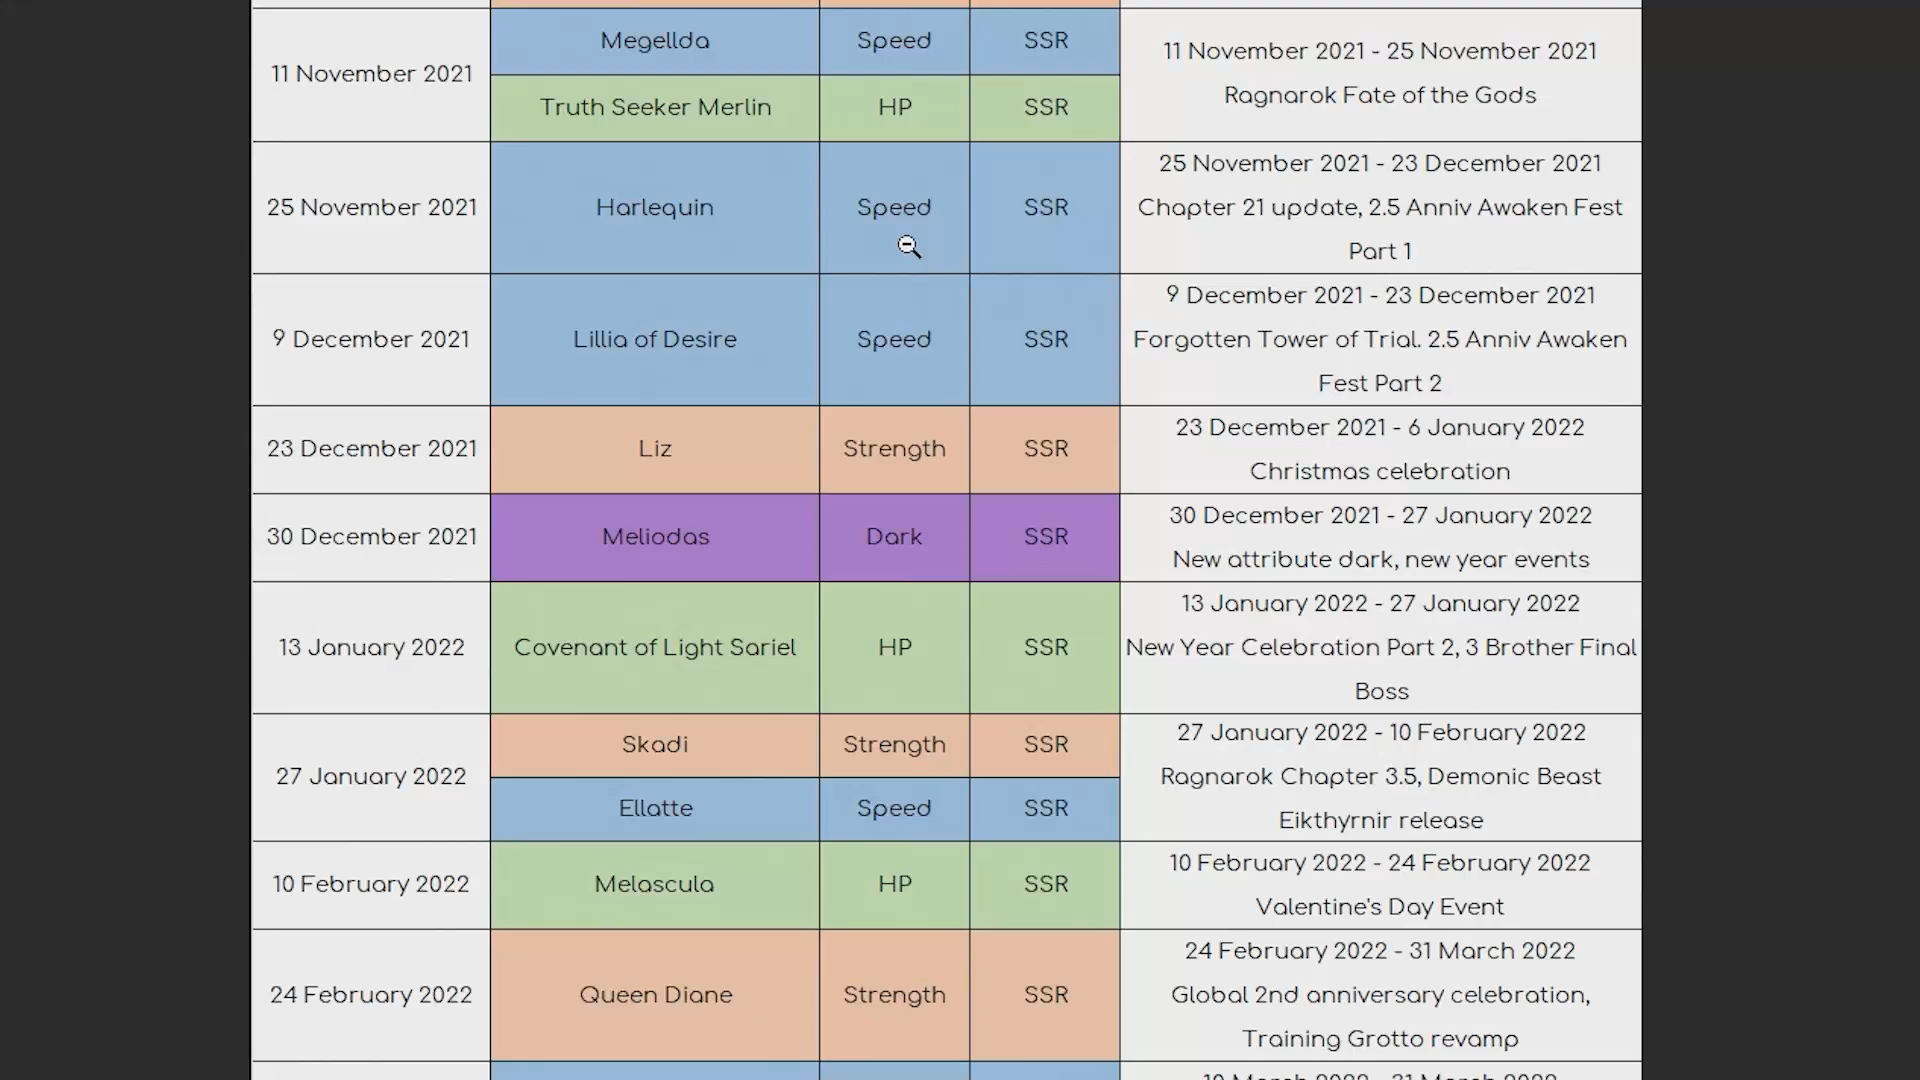 11 November 2021
Megellda Speed SSR
Truth Seeker Merlin HP SSR
11 November 2021 - 25 November 2021
Ragnarok Fate of the Gods
25 November 2021
Harlequin Speed SSR
25 November 2021 - 23 December 2021
Chapter 21 update, 2.5 Anniv Awaken Fest
Part 1
9 December 2021
Lillia of Desire Speed SSR
9 December 2021 - 23 December 2021
Forgotten Tower of Trial. 2.5 Anniv Awaken
Fest Part 2
23 December 2021
Liz Strength SSR
23 December 2021 - 6 January 2022
Christmas celebration
30 December 2021
Meliodas Dark SSR
30 December 2021 - 27 January 2022
New attribute dark, new year events
13 January 2022
Covenant of Light Sariel HP SSR
13 January 2022 - 27 January 2022
New Year Celebration Part 2, 3 Brother Final
Boss
27 January 2022
Skadi Strength SSR
Ellatte Speed SSR
27 January 2022 - 10 February 2022
Ragnarok Chapter 3.5, Demonic Beast
Eikthyrnir release
10 February 2022
Melascula HP SSR
10 February 2022 - 24 February 2022
Valentine's Day Event
24 February 2022
Queen Diane Strength SSR
24 February 2022 - 31 March 2022
Global 2nd anniversary celebration,
Training Grotto revamp